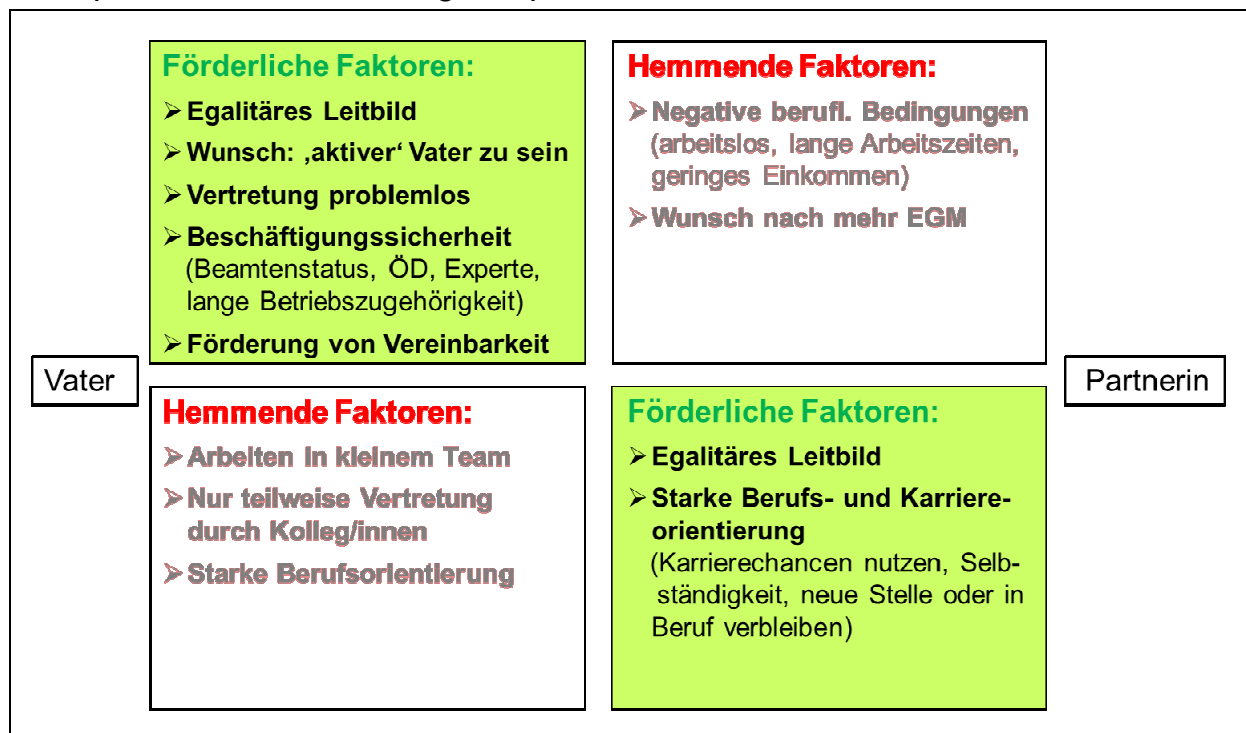 Förderliche Faktoren:
➢ Egalitäres Leitbild
➢ Wunsch: ‚aktiver‘ Vater zu sein
➢ Vertretung problemlos
➢ Beschäftigungssicherheit
(Beamtenstatus, ÖD, Experte,
lange Betriebszugehörigkeit)
➢ Förderung von Vereinbarkeit
Hemmende Faktoren:
➢ Negative berufl. Bedingungen
(arbeitslos, lange Arbeitszeiten,
geringes Einkommen)
➢ Wunsch nach mehr EGM
Vater
Partnerin
Hemmende Faktoren:
➢ Arbeiten in kleinem Team
➢ Nur teilweise Vertretung
durch Kolleg/innen
➢ Starke Berufsorientierung
Förderliche Faktoren:
➢ Egalitäres Leitbild
➢ Starke Berufs- und Karriere-
orientierung
(Karrierechancen nutzen, Selb-
ständigkeit, neue Stelle oder in
Beruf verbleiben)